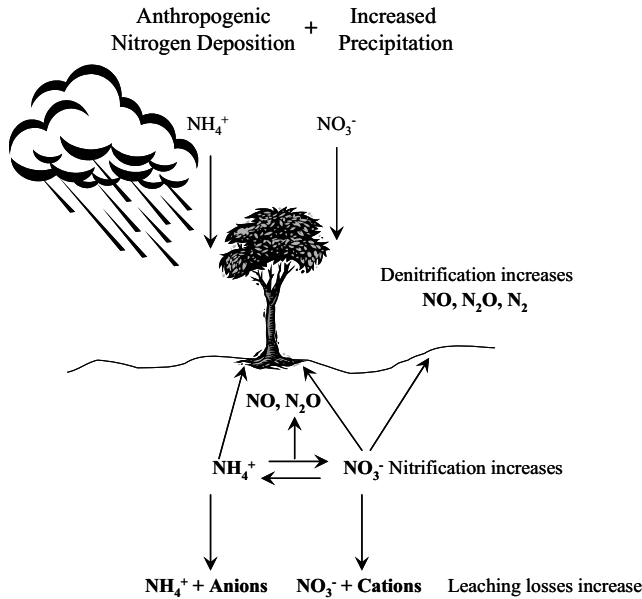 Anthropogenic
Nitrogen Deposition
+
Increased
Precipitation
NH₄⁺
NO₃⁻
Denitrification increases
NO, N₂O, N₂
NO, N₂O
NH₄⁺
NO₃⁻ Nitrification increases
NH₄⁺ + Anions
NO₃⁻ + Cations
Leaching losses increase